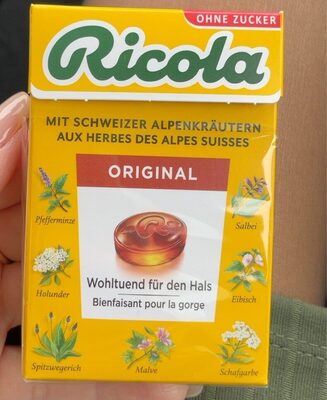 OHNE ZUCKER
Ricola
MIT SCHWEIZER ALPENKRÄUTERN
AUX HERBES DES ALPES SUISSES
ORIGINAL
Pfefferminze
Salbei
Wohltuend für den Hals
Bienfaisant pour la gorge
Holunder
Eibisch
Spitzwegerich
Malve
Schafgarbe